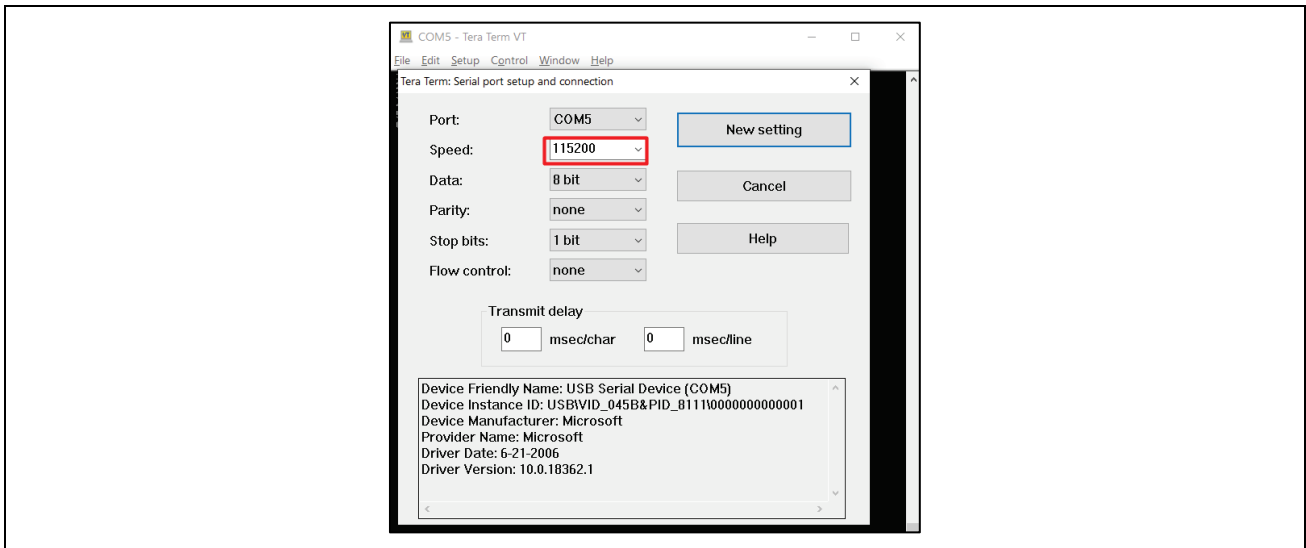 COM5 - Tera Term VT
File Edit Setup Control Window Help
Tera Term: Serial port setup and connection
Port: COM5 New setting
Speed: 115200
Data: 8 bit Cancel
Parity: none
Stop bits: 1 bit Help
Flow control: none
Transmit delay
0 msec/char 0 msec/line
Device Friendly Name: USB Serial Device (COM5)
Device Instance ID: USB\VID_045B&PID_8111\0000000000001
Device Manufacturer: Microsoft
Provider Name: Microsoft
Driver Date: 6-21-2006
Driver Version: 10.0.18362.1